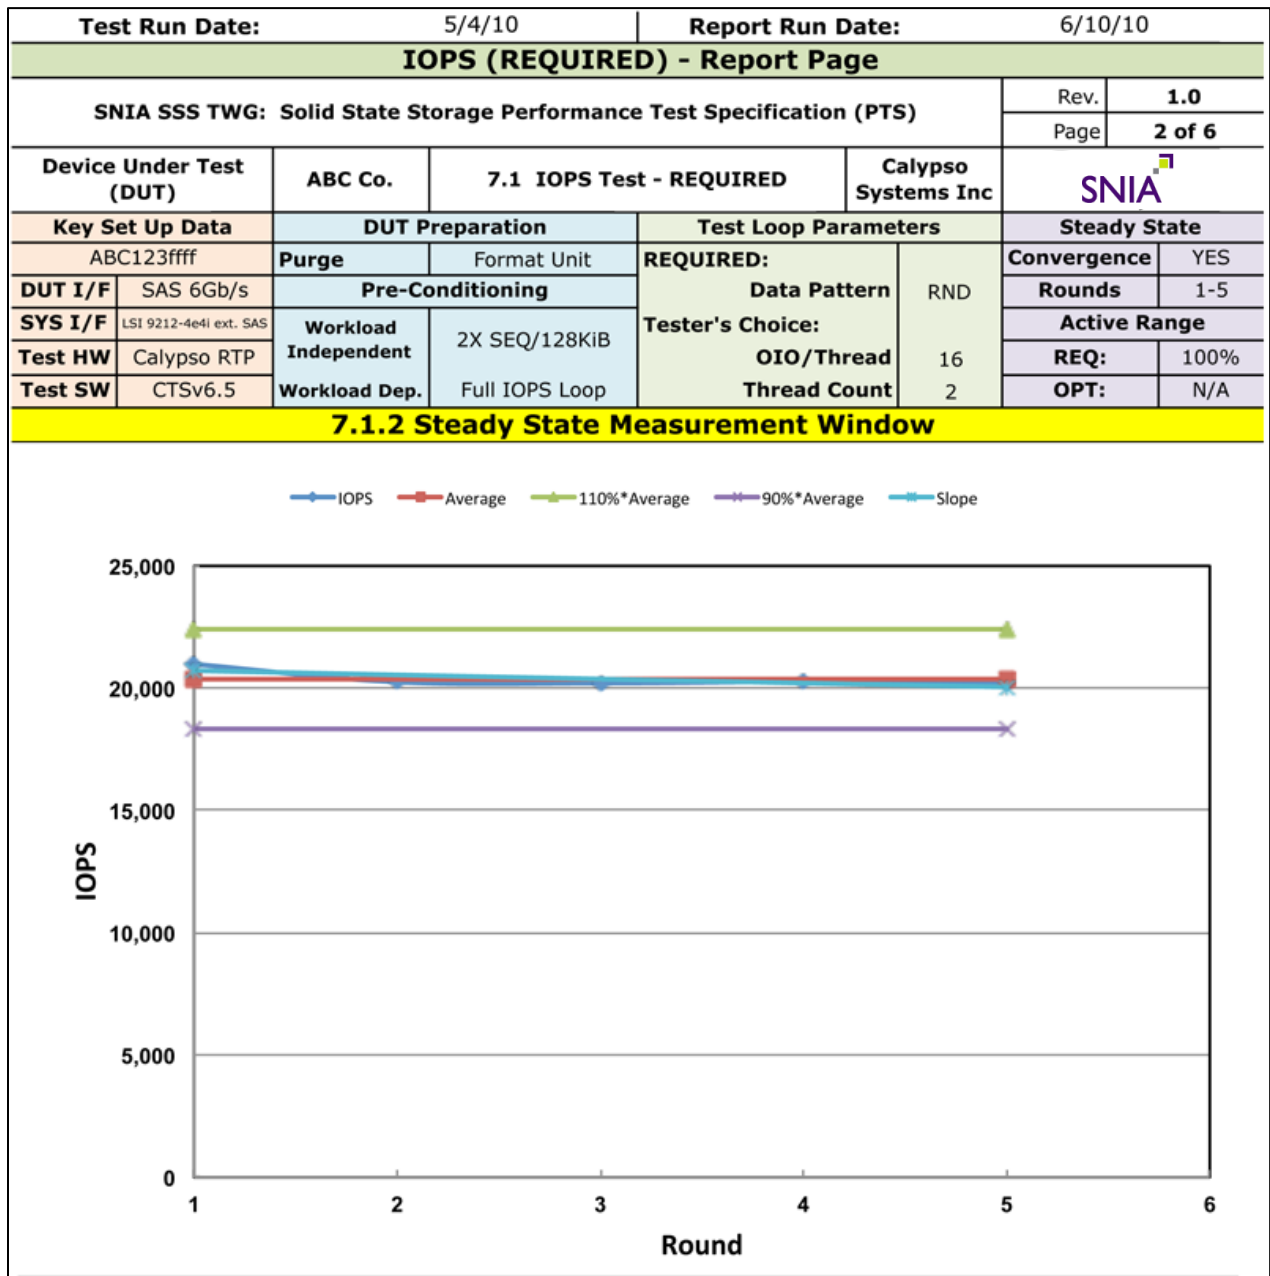 Test Run Date: 5/4/10 Report Run Date: 6/10/10
IOPS (REQUIRED) - Report Page
SNIA SSS TWG: Solid State Storage Performance Test Specification (PTS)
Rev. 1.0
Page 2 of 6
Device Under Test (DUT)
ABC Co.
7.1 IOPS Test - REQUIRED
Calypso Systems Inc
SNIA
Key Set Up Data DUT Preparation Test Loop Parameters Steady State
ABC123ffff Purge Format Unit REQUIRED: Convergence YES
DUT I/F SAS 6Gb/s Pre-Conditioning Data Pattern RND Rounds 1-5
SYS I/F LSI 9212-4e4i ext. SAS Workload Independent 2X SEQ/128KiB Tester's Choice: Active Range
Test HW Calypso RTP OIO/Thread 16 REQ: 100%
Test SW CTSv6.5 Workload Dep. Full IOPS Loop Thread Count 2 OPT: N/A
7.1.2 Steady State Measurement Window
IOPS Average 110%*Average 90%*Average Slope
25,000
20,000
15,000
10,000
5,000
0
IOPS
1 2 3 4 5 6
Round